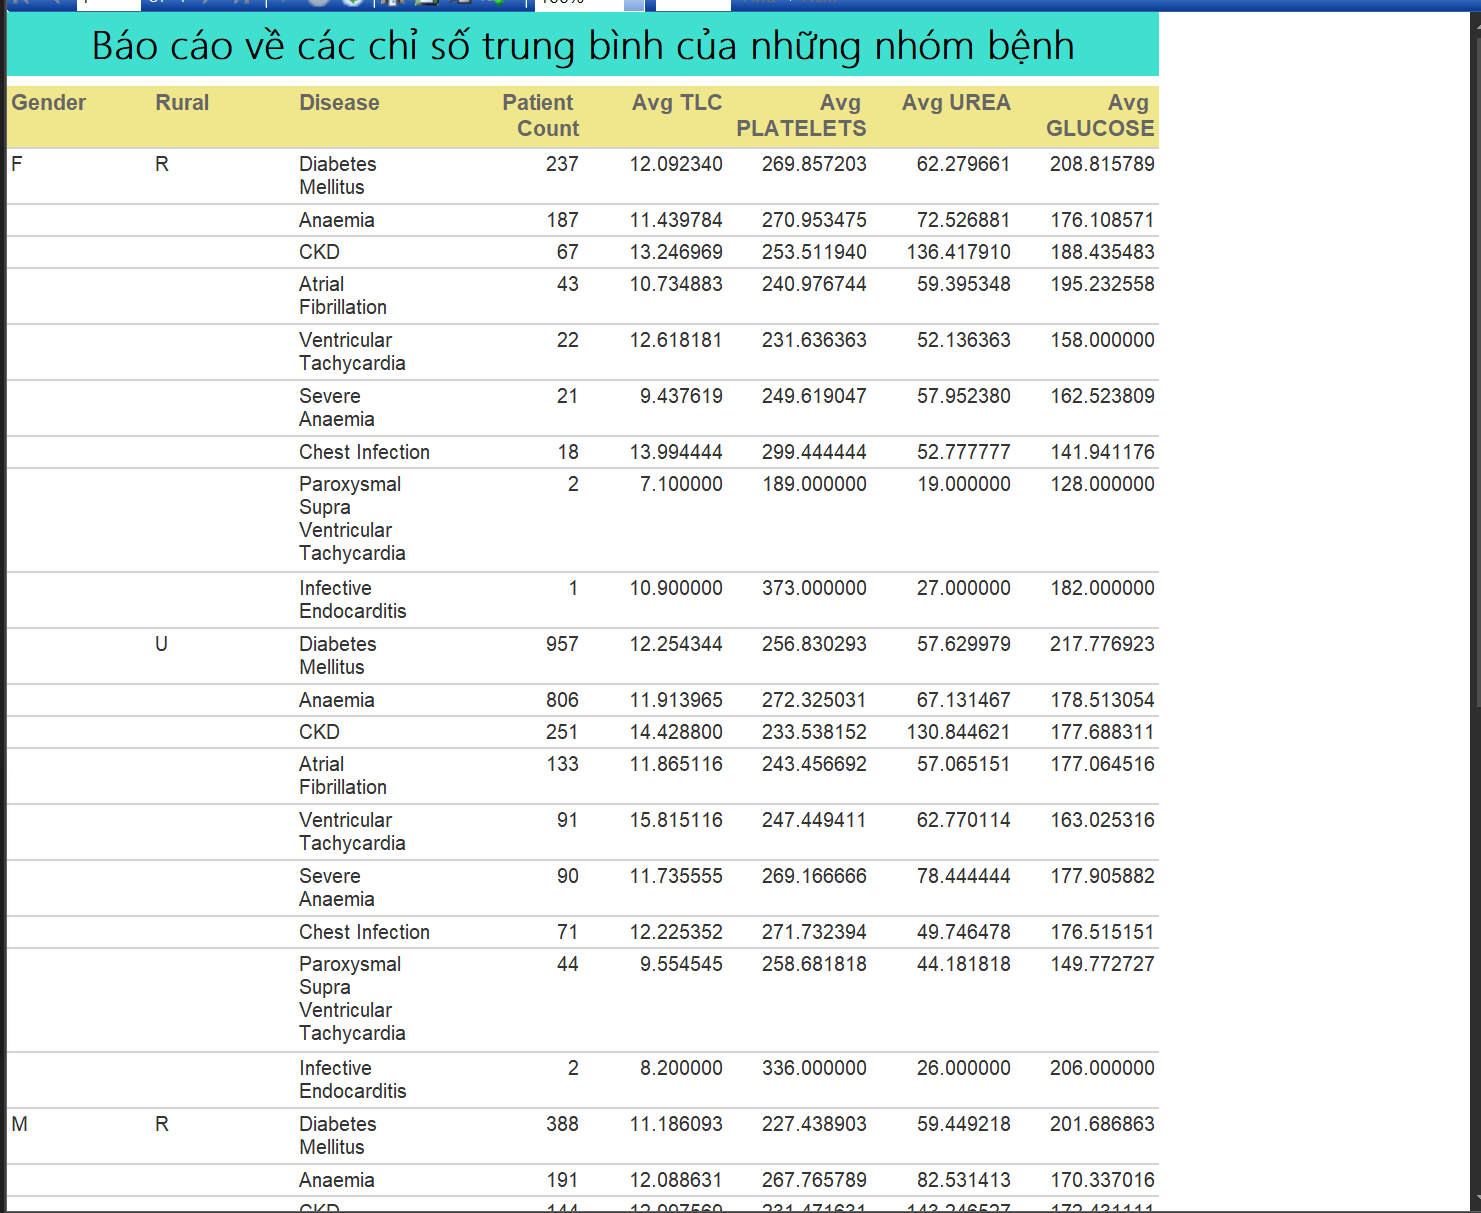 Báo cáo về các chỉ số trung bình của những nhóm bệnh
Gender Rural Disease Patient Count Avg TLC Avg PLATELETS Avg UREA Avg GLUCOSE
F R Diabetes Mellitus 237 12.092340 269.857203 62.279661 208.815789
Anaemia 187 11.439784 270.953475 72.526881 176.108571
CKD 67 13.246969 253.511940 136.417910 188.435483
Atrial Fibrillation 43 10.734883 240.976744 59.395348 195.232558
Ventricular Tachycardia 22 12.618181 231.636363 52.136363 158.000000
Severe Anaemia 21 9.437619 249.619047 57.952380 162.523809
Chest Infection 18 13.994444 299.444444 52.777777 141.941176
Paroxysmal Supra Ventricular Tachycardia 2 7.100000 189.000000 19.000000 128.000000
Infective Endocarditis 1 10.900000 373.000000 27.000000 182.000000
U Diabetes Mellitus 957 12.254344 256.830293 57.629979 217.776923
Anaemia 806 11.913965 272.325031 67.131467 178.513054
CKD 251 14.428800 233.538152 130.844621 177.688311
Atrial Fibrillation 133 11.865116 243.456692 57.065151 177.064516
Ventricular Tachycardia 91 15.815116 247.449411 62.770114 163.025316
Severe Anaemia 90 11.735555 269.166666 78.444444 177.905882
Chest Infection 71 12.225352 271.732394 49.746478 176.515151
Paroxysmal Supra Ventricular Tachycardia 44 9.554545 258.681818 44.181818 149.772727
Infective Endocarditis 2 8.200000 336.000000 26.000000 206.000000
M R Diabetes Mellitus 388 11.186093 227.438903 59.449218 201.686863
Anaemia 191 12.088631 267.765789 82.531413 170.337016
CKD 144